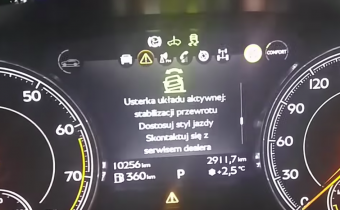 COMFORT
50
60
70
120
90
60
30
Usterka układu aktywnej:
stabilizacji przewrotu
Dostosuj styl jazdy
Skontaktuj się z
serwisem dealera
10256 km
2911,7 km
360 km
P
+2,5 °C
C